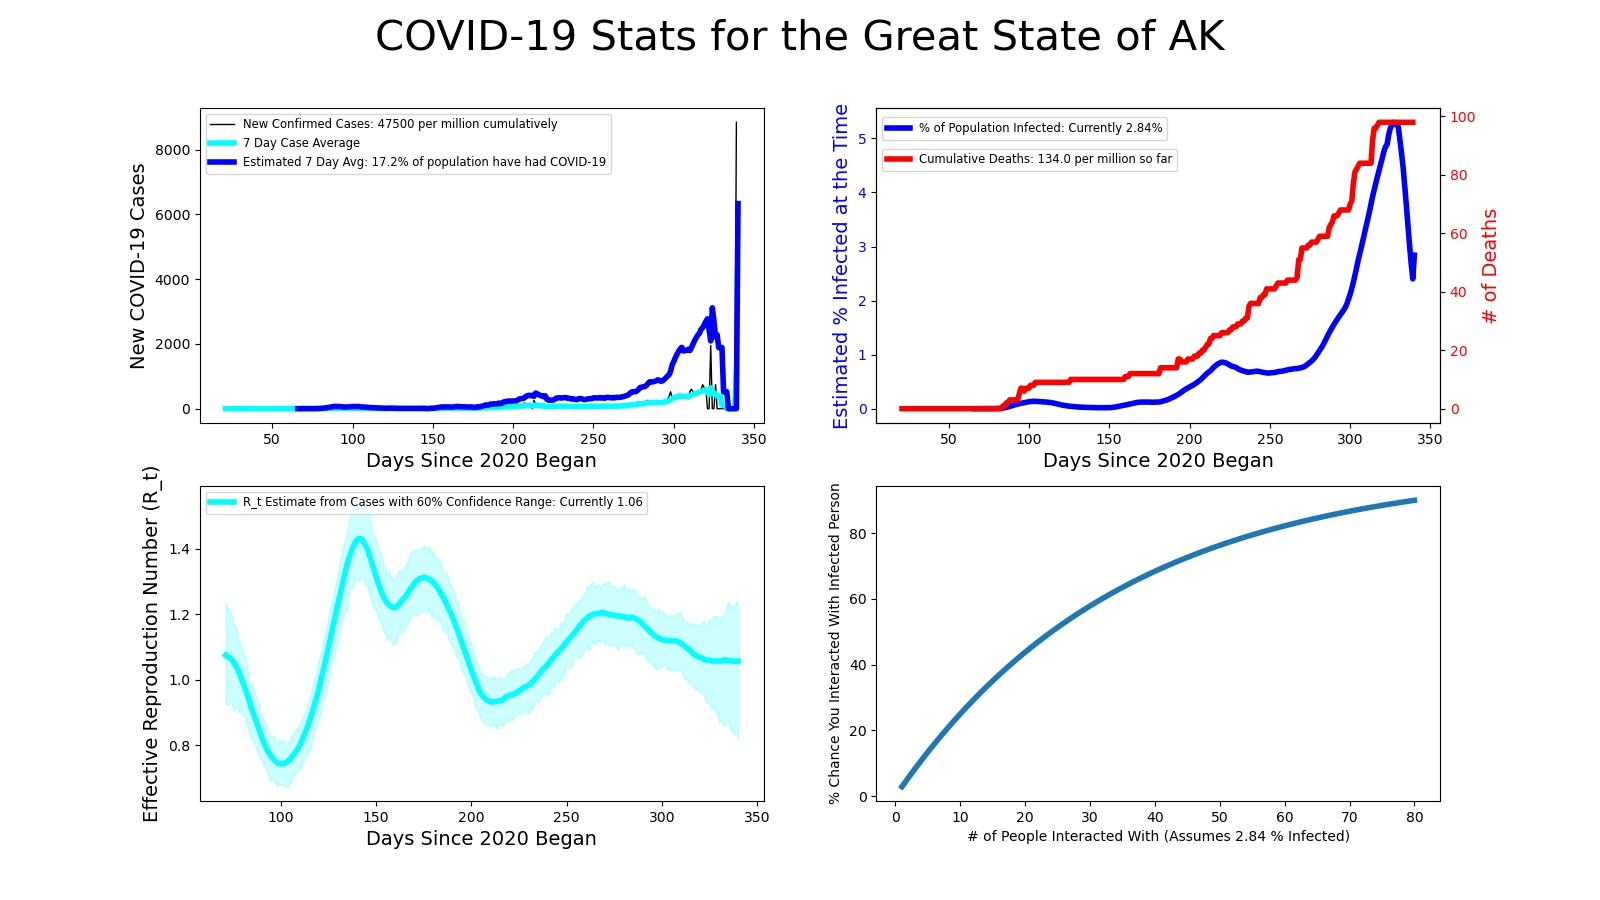 COVID-19 Stats for the Great State of AK
New Confirmed Cases: 47500 per million cumulatively
7 Day Case Average
Estimated 7 Day Avg: 17.2% of population have had COVID-19
New COVID-19 Cases
8000
6000
4000
2000
0
50 100 150 200 250 300 350
Days Since 2020 Began
% of Population Infected: Currently 2.84%
Cumulative Deaths: 134.0 per million so far
Estimated % Infected at the Time
5
4
3
2
1
0
100
80
60
40
20
0
# of Deaths
50 100 150 200 250 300 350
Days Since 2020 Began
R_t Estimate from Cases with 60% Confidence Range: Currently 1.06
Effective Reproduction Number (R_t)
1.4
1.2
1.0
0.8
100 150 200 250 300 350
Days Since 2020 Began
% Chance You Interacted With Infected Person
80
60
40
20
0
0 10 20 30 40 50 60 70 80
# of People Interacted With (Assumes 2.84 % Infected)